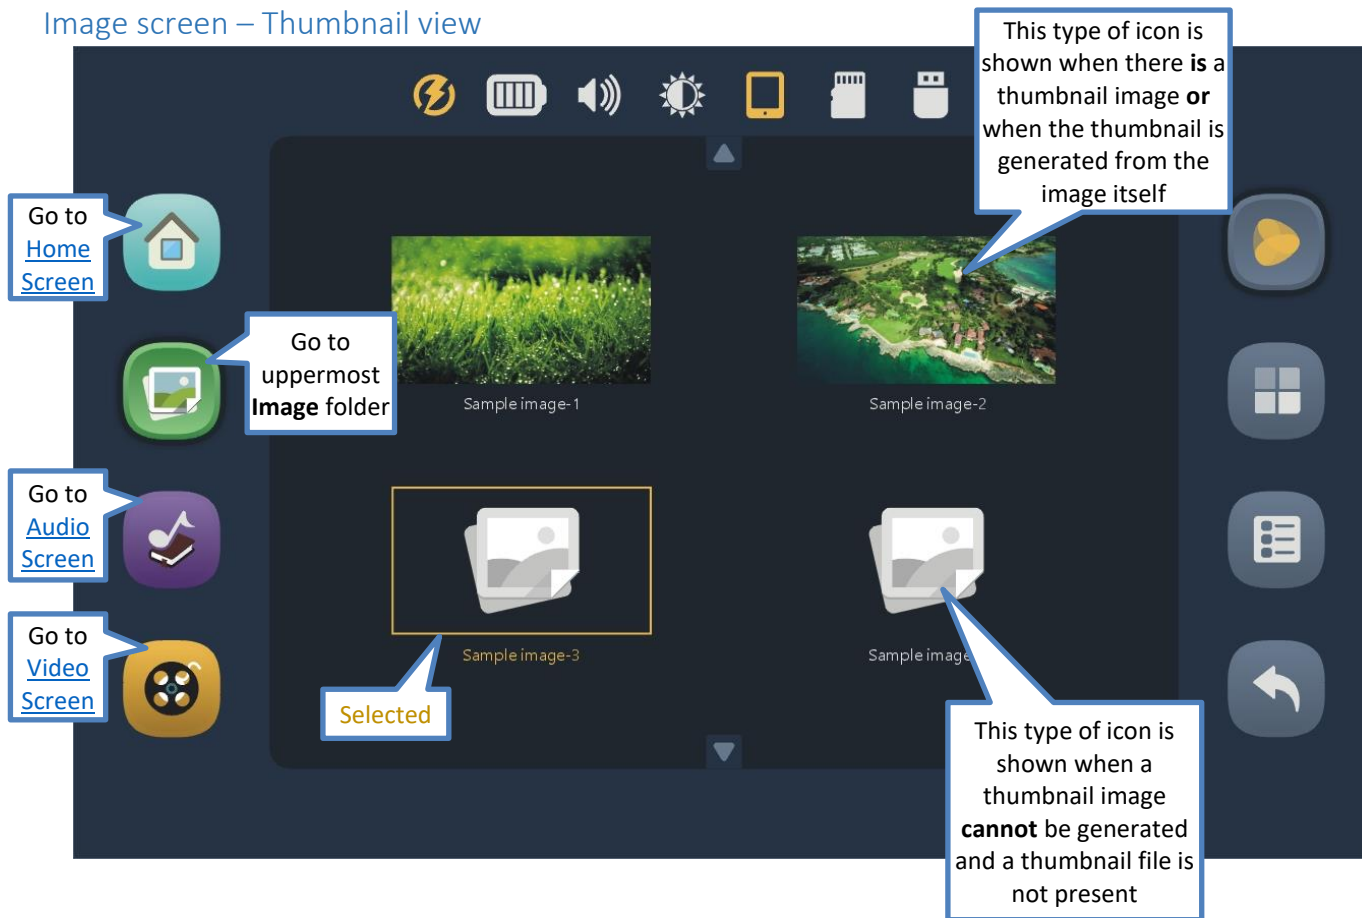 Image screen – Thumbnail view
This type of icon is
shown when there is a
thumbnail image or
when the thumbnail is
generated from the
image itself
Go to
Home
Screen
Go to
uppermost
Image folder
Sample image-1
Sample image-2
Go to
Audio
Screen
Go to
Video
Screen
Sample image-3
Sample image
Selected
This type of icon is
shown when a
thumbnail image
cannot be generated
and a thumbnail file is
not present